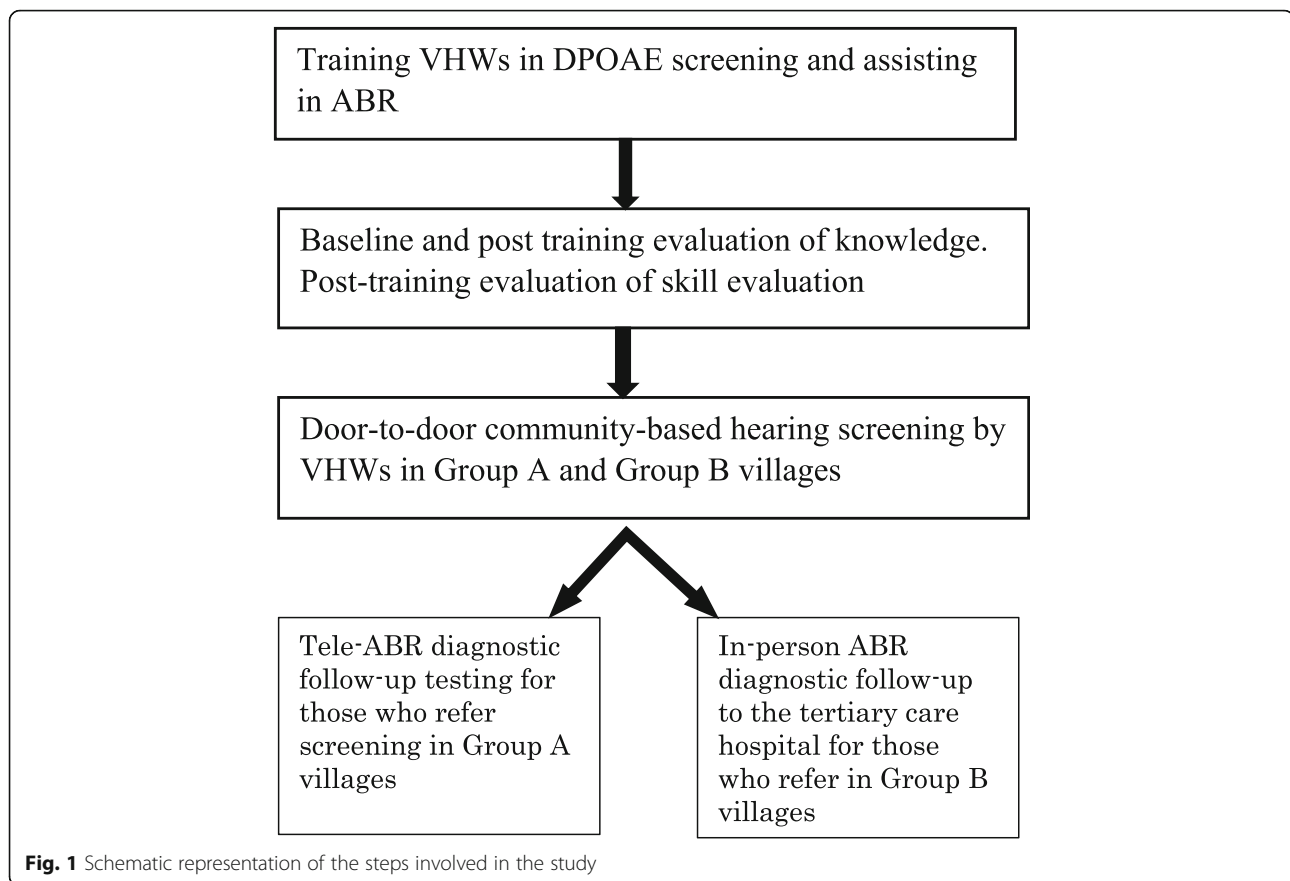 Training VHWs in DPOAE screening and assisting
in ABR
Baseline and post training evaluation of knowledge.
Post-training evaluation of skill evaluation
Door-to-door community-based hearing screening by
VHWs in Group A and Group B villages
Tele-ABR diagnostic
follow-up testing for
those who refer
screening in Group A
villages
In-person ABR
diagnostic follow-up
to the tertiary care
hospital for those
who refer in Group B
villages
Fig. 1 Schematic representation of the steps involved in the study